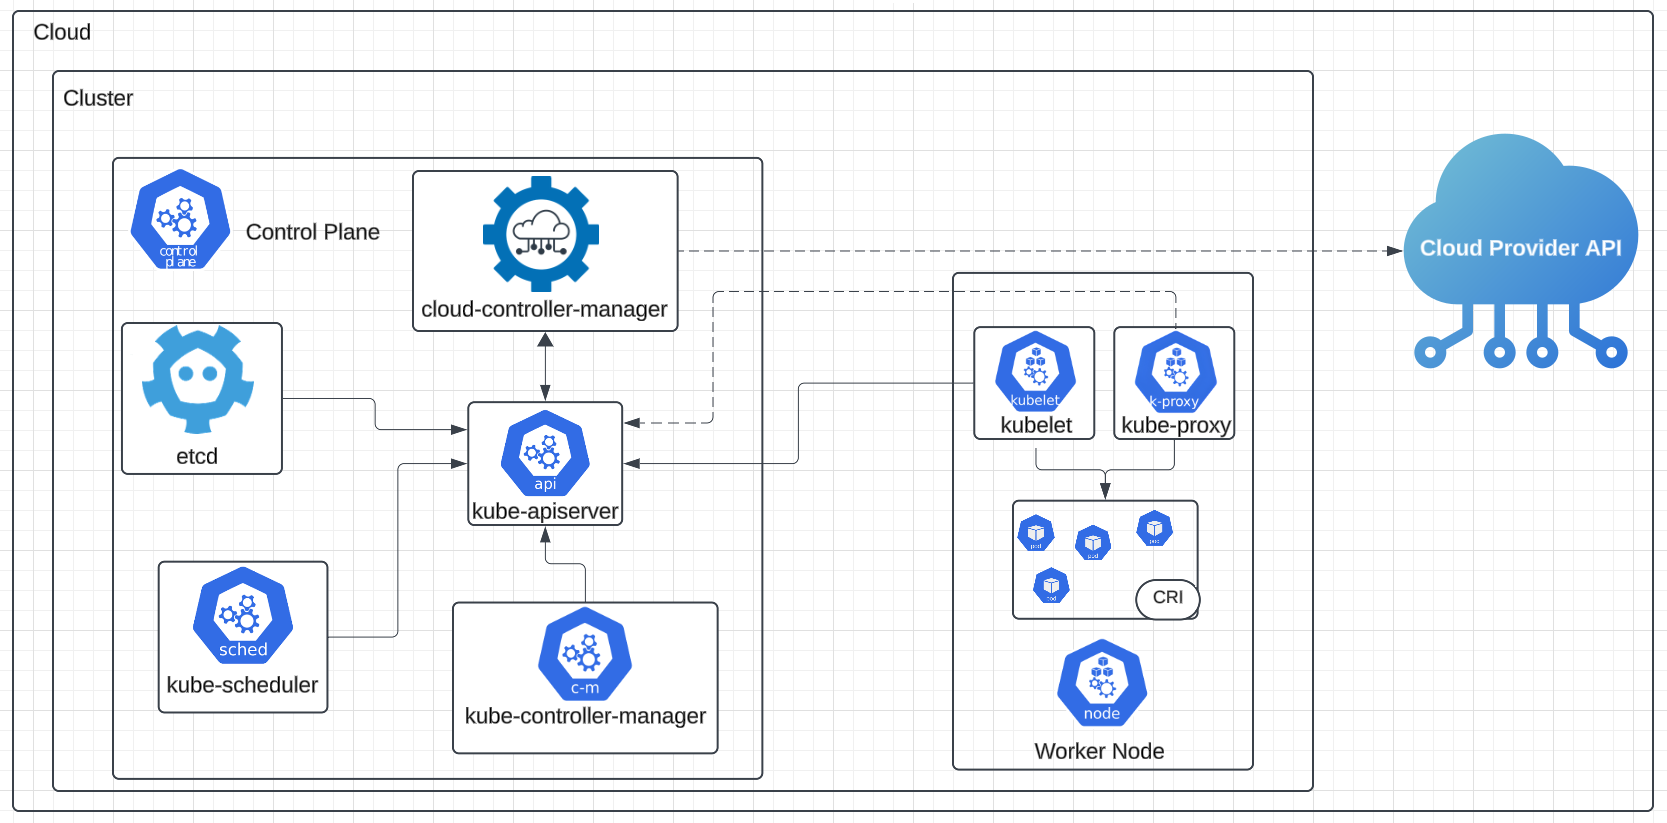 Cloud
Cluster
control
plane
Control Plane
cloud-controller-manager
Cloud Provider API
etcd
api
kube-apiserver
kubelet
kubelet
k-proxy
kube-proxy
pod
pod
pod
pod
CRI
sched
kube-scheduler
c-m
kube-controller-manager
node
Worker Node